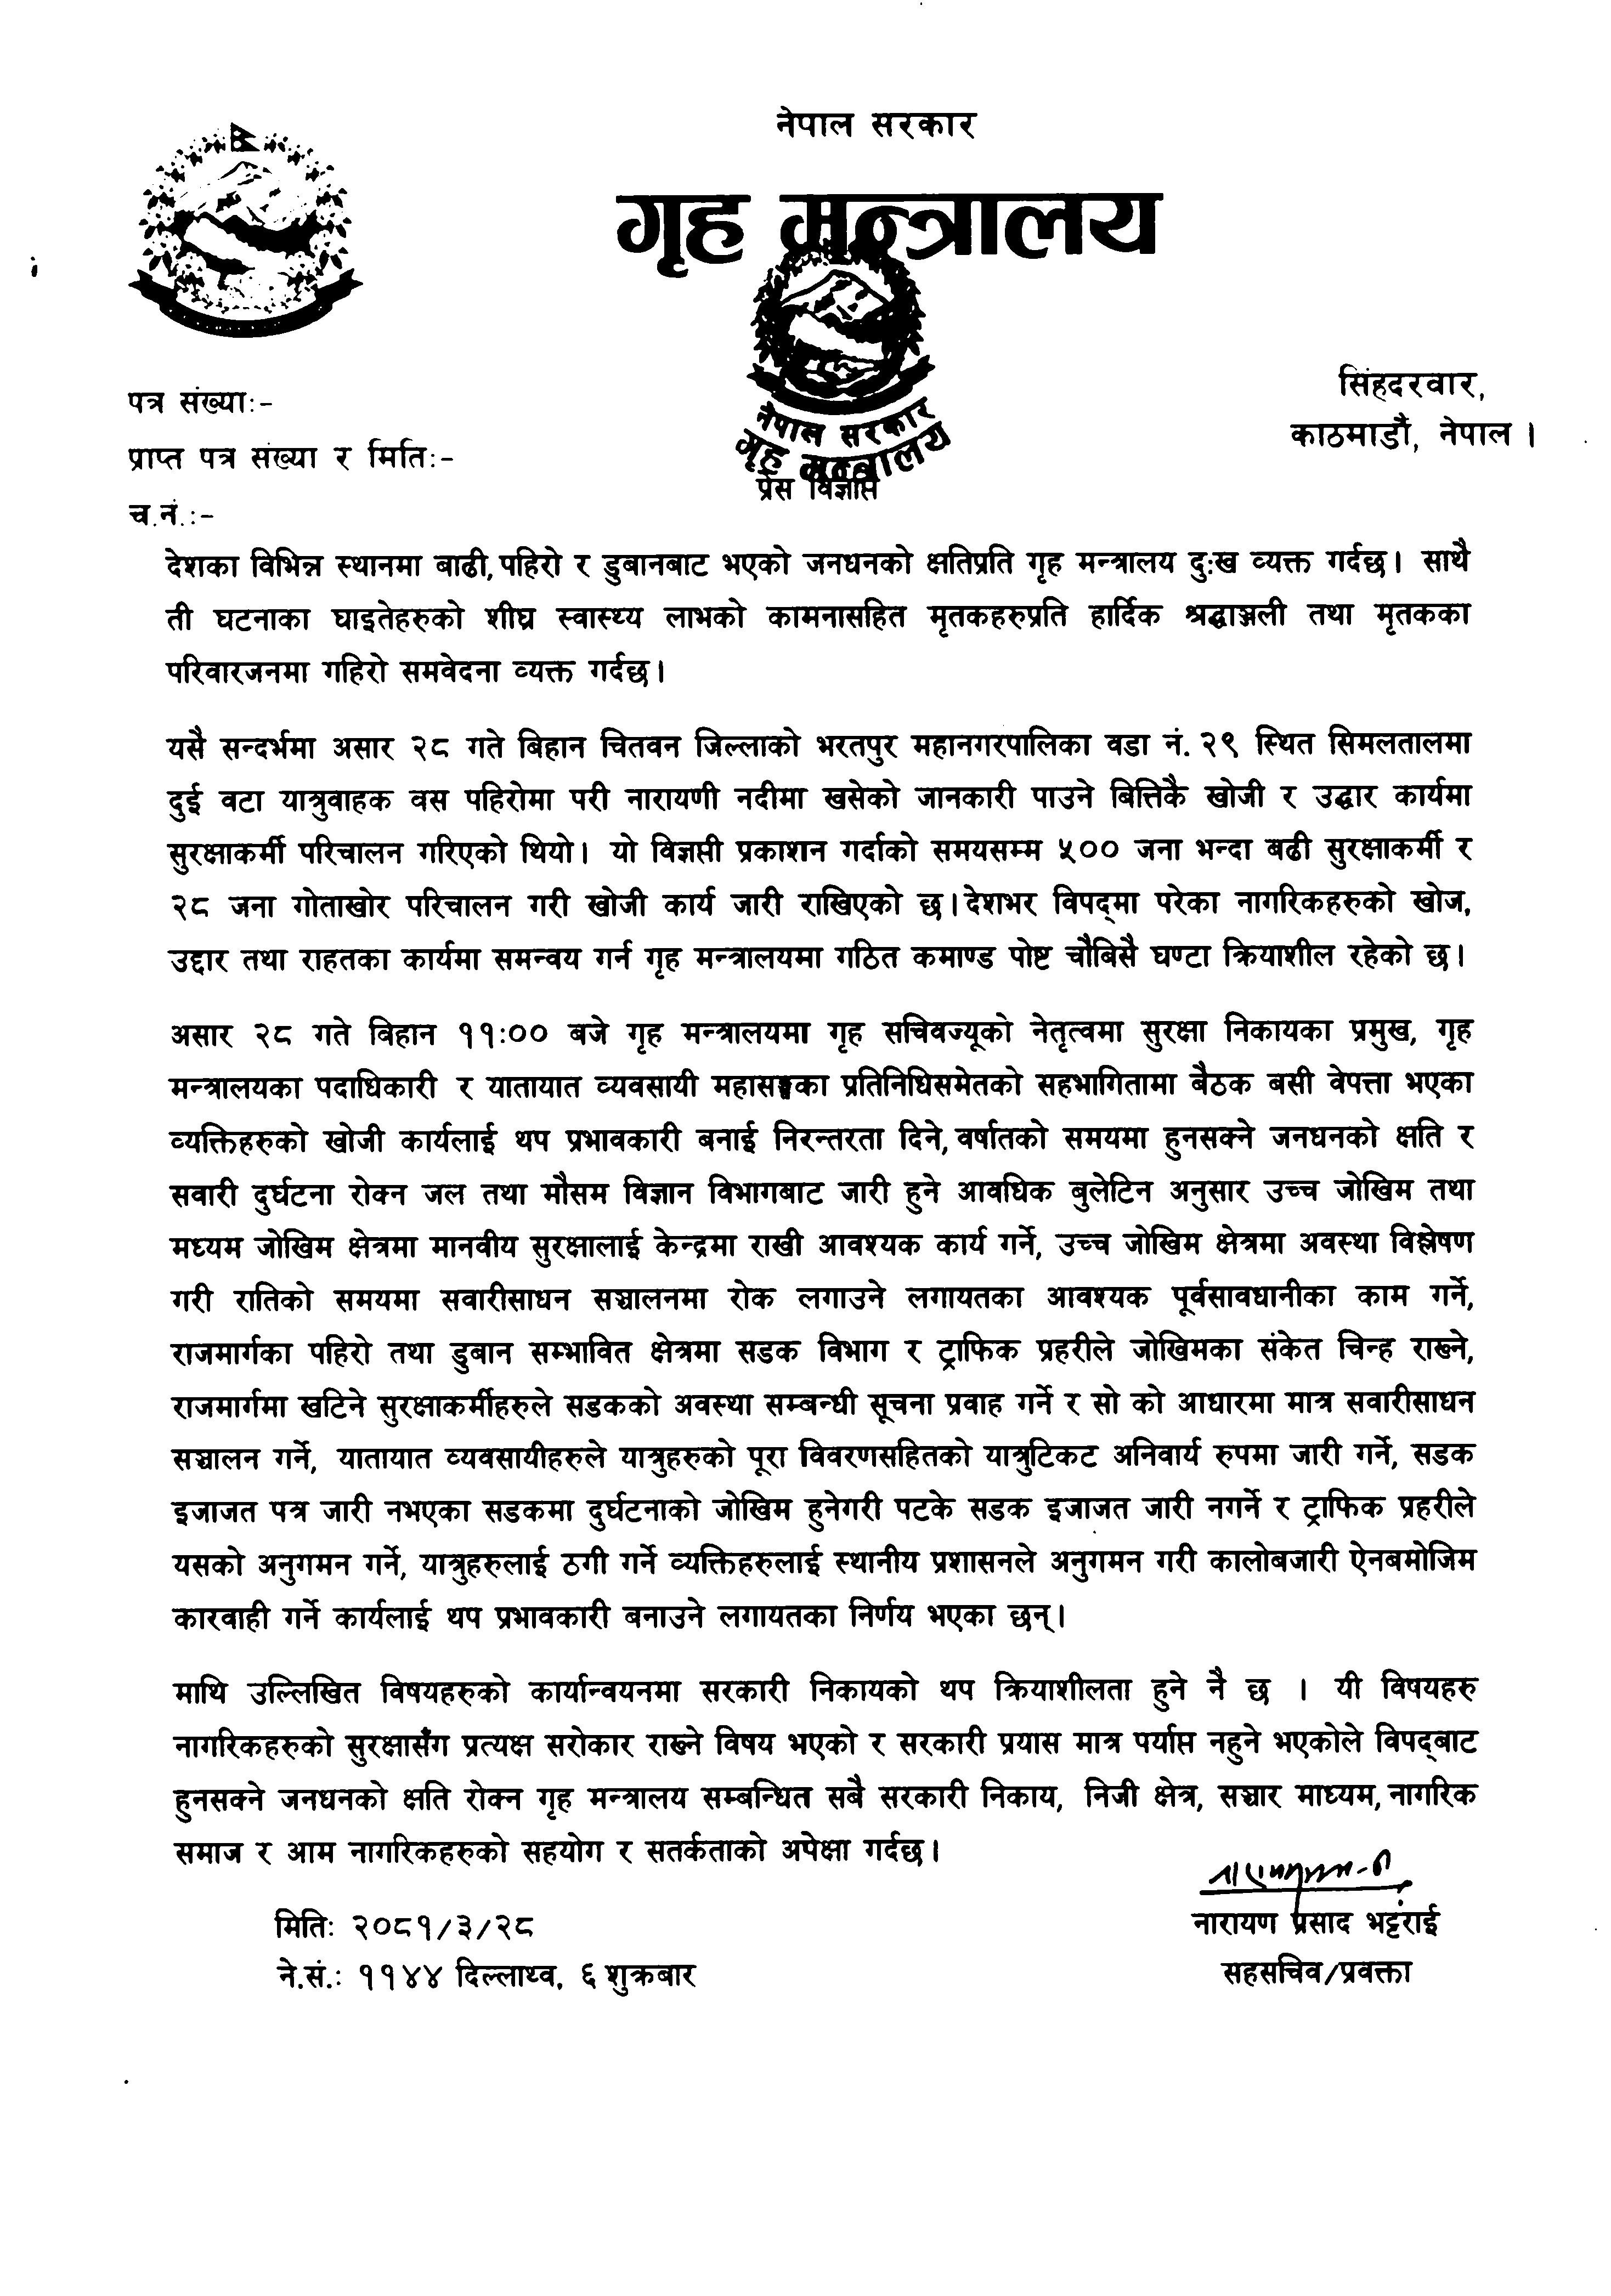 नेपाल सरकार
गृह मन्त्रालय
नेपाल सरकार
गृह मन्त्रालय
सिंहदरवार,
काठमाडौं, नेपाल ।
पत्र संख्याः-
प्राप्त पत्र संख्या र मितिः-
च.नं.:-
प्रेस विज्ञप्ति
देशका विभिन्न स्थानमा बाढी, पहिरो र डुबानबाट भएको जनधनको क्षतिप्रति गृह मन्त्रालय दुःख व्यक्त गर्दछ। साथै
ती घटनाका घाइतेहरुको शीघ्र स्वास्थ्य लाभको कामनासहित मृतकहरुप्रति हार्दिक श्रद्धाञ्जली तथा मृतकका
परिवारजनमा गहिरो समवेदना व्यक्त गर्दछ।
यसै सन्दर्भमा असार २८ गते बिहान चितवन जिल्लाको भरतपुर महानगरपालिका वडा नं. २९ स्थित सिमलतालमा
दुई वटा यात्रुवाहक वस पहिरोमा परी नारायणी नदीमा खसेको जानकारी पाउने बित्तिकै खोजी र उद्धार कार्यमा
सुरक्षाकर्मी परिचालन गरिएको थियो। यो विज्ञप्ती प्रकाशन गर्दाको समयसम्म ५०० जना भन्दा बढी सुरक्षाकर्मी र
२८ जना गोताखोर परिचालन गरी खोजी कार्य जारी राखिएको छ। देशभर विपद्‌मा परेका नागरिकहरुको खोज,
उद्दार तथा राहतका कार्यमा समन्वय गर्न गृह मन्त्रालयमा गठित कमाण्ड पोष्ट चौबिसै घण्टा क्रियाशील रहेको छ।
असार २८ गते विहान ११:०० बजे गृह मन्त्रालयमा गृह सचिवज्यूको नेतृत्वमा सुरक्षा निकायका प्रमुख, गृह
मन्त्रालयका पदाधिकारी र यातायात व्यवसायी महासङ्घका प्रतिनिधिसमेतको सहभागितामा बैठक बसी वेपत्ता भएका
व्यक्तिहरुको खोजी कार्यलाई थप प्रभावकारी बनाई निरन्तरता दिने, वर्षातको समयमा हुनसक्ने जनधनको क्षति र
सवारी दुर्घटना रोक्न जल तथा मौसम विज्ञान विभागबाट जारी हुने आवधिक बुलेटिन अनुसार उच्च जोखिम तथा
मध्यम जोखिम क्षेत्रमा मानवीय सुरक्षालाई केन्द्रमा राखी आवश्यक कार्य गर्ने, उच्च जोखिम क्षेत्रमा अवस्था विश्लेषण
गरी रातिको समयमा सवारीसाधन सञ्चालनमा रोक लगाउने लगायतका आवश्यक पूर्वसावधानीका काम गर्ने,
राजमार्गका पहिरो तथा डुबान सम्भावित क्षेत्रमा सडक विभाग र ट्राफिक प्रहरीले जोखिमका संकेत चिन्ह राख्ने,
राजमार्गमा खटिने सुरक्षाकर्मीहरुले सडकको अवस्था सम्बन्धी सूचना प्रवाह गर्ने र सो को आधारमा मात्र सवारीसाधन
सञ्चालन गर्ने, यातायात व्यवसायीहरुले यात्रुहरुको पूरा विवरणसहितको यात्रुटिकट अनिवार्य रुपमा जारी गर्ने, सडक
इजाजत पत्र जारी नभएका सडकमा दुर्घटनाको जोखिम हुनेगरी पटके सडक इजाजत जारी नगर्ने र ट्राफिक प्रहरीले
यसको अनुगमन गर्ने, यात्रुहरुलाई ठगी गर्ने व्यक्तिहरुलाई स्थानीय प्रशासनले अनुगमन गरी कालोबजारी ऐनबमोजिम
कारवाही गर्ने कार्यलाई थप प्रभावकारी बनाउने लगायतका निर्णय भएका छन्।
माथि उल्लिखित विषयहरुको कार्यान्वयनमा सरकारी निकायको थप क्रियाशीलता हुने नै छ । यी विषयहरु
नागरिकहरुको सुरक्षासँग प्रत्यक्ष सरोकार राख्ने विषय भएको र सरकारी प्रयास मात्र पर्याप्त नहुने भएकोले विपद्‌बाट
हुनसक्ने जनधनको क्षति रोक्न गृह मन्त्रालय सम्बन्धित सबै सरकारी निकाय, निजी क्षेत्र, सञ्चार माध्यम, नागरिक
समाज र आम नागरिकहरुको सहयोग र सतर्कताको अपेक्षा गर्दछ।
मितिः २०८१/३/२८
ने.सं.: ११४४ दिल्लाथ्व, ६ शुक्रबार
नारायण प्रसाद भट्टराई
सहसचिव/प्रवक्ता